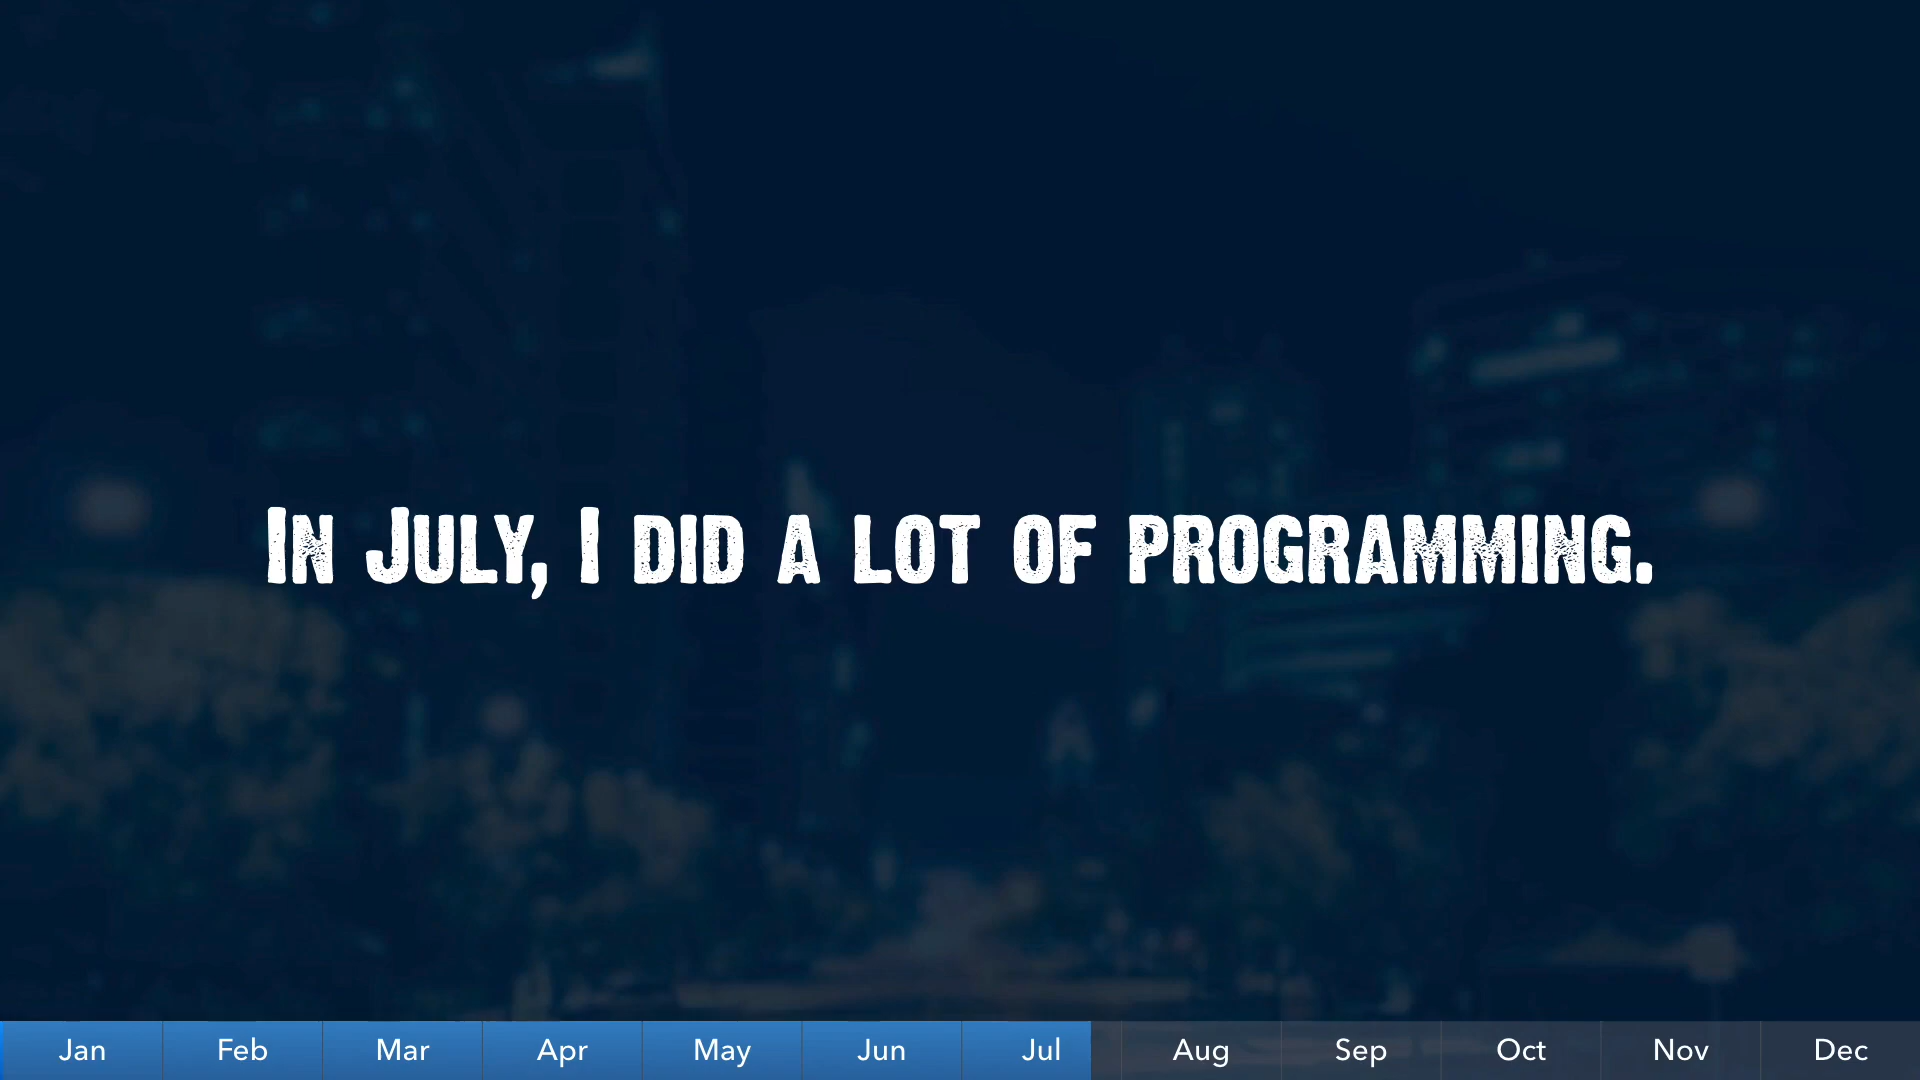 In July, I did a lot of programming.
Jan Feb Mar Apr May Jun Jul Aug Sep Oct Nov Dec